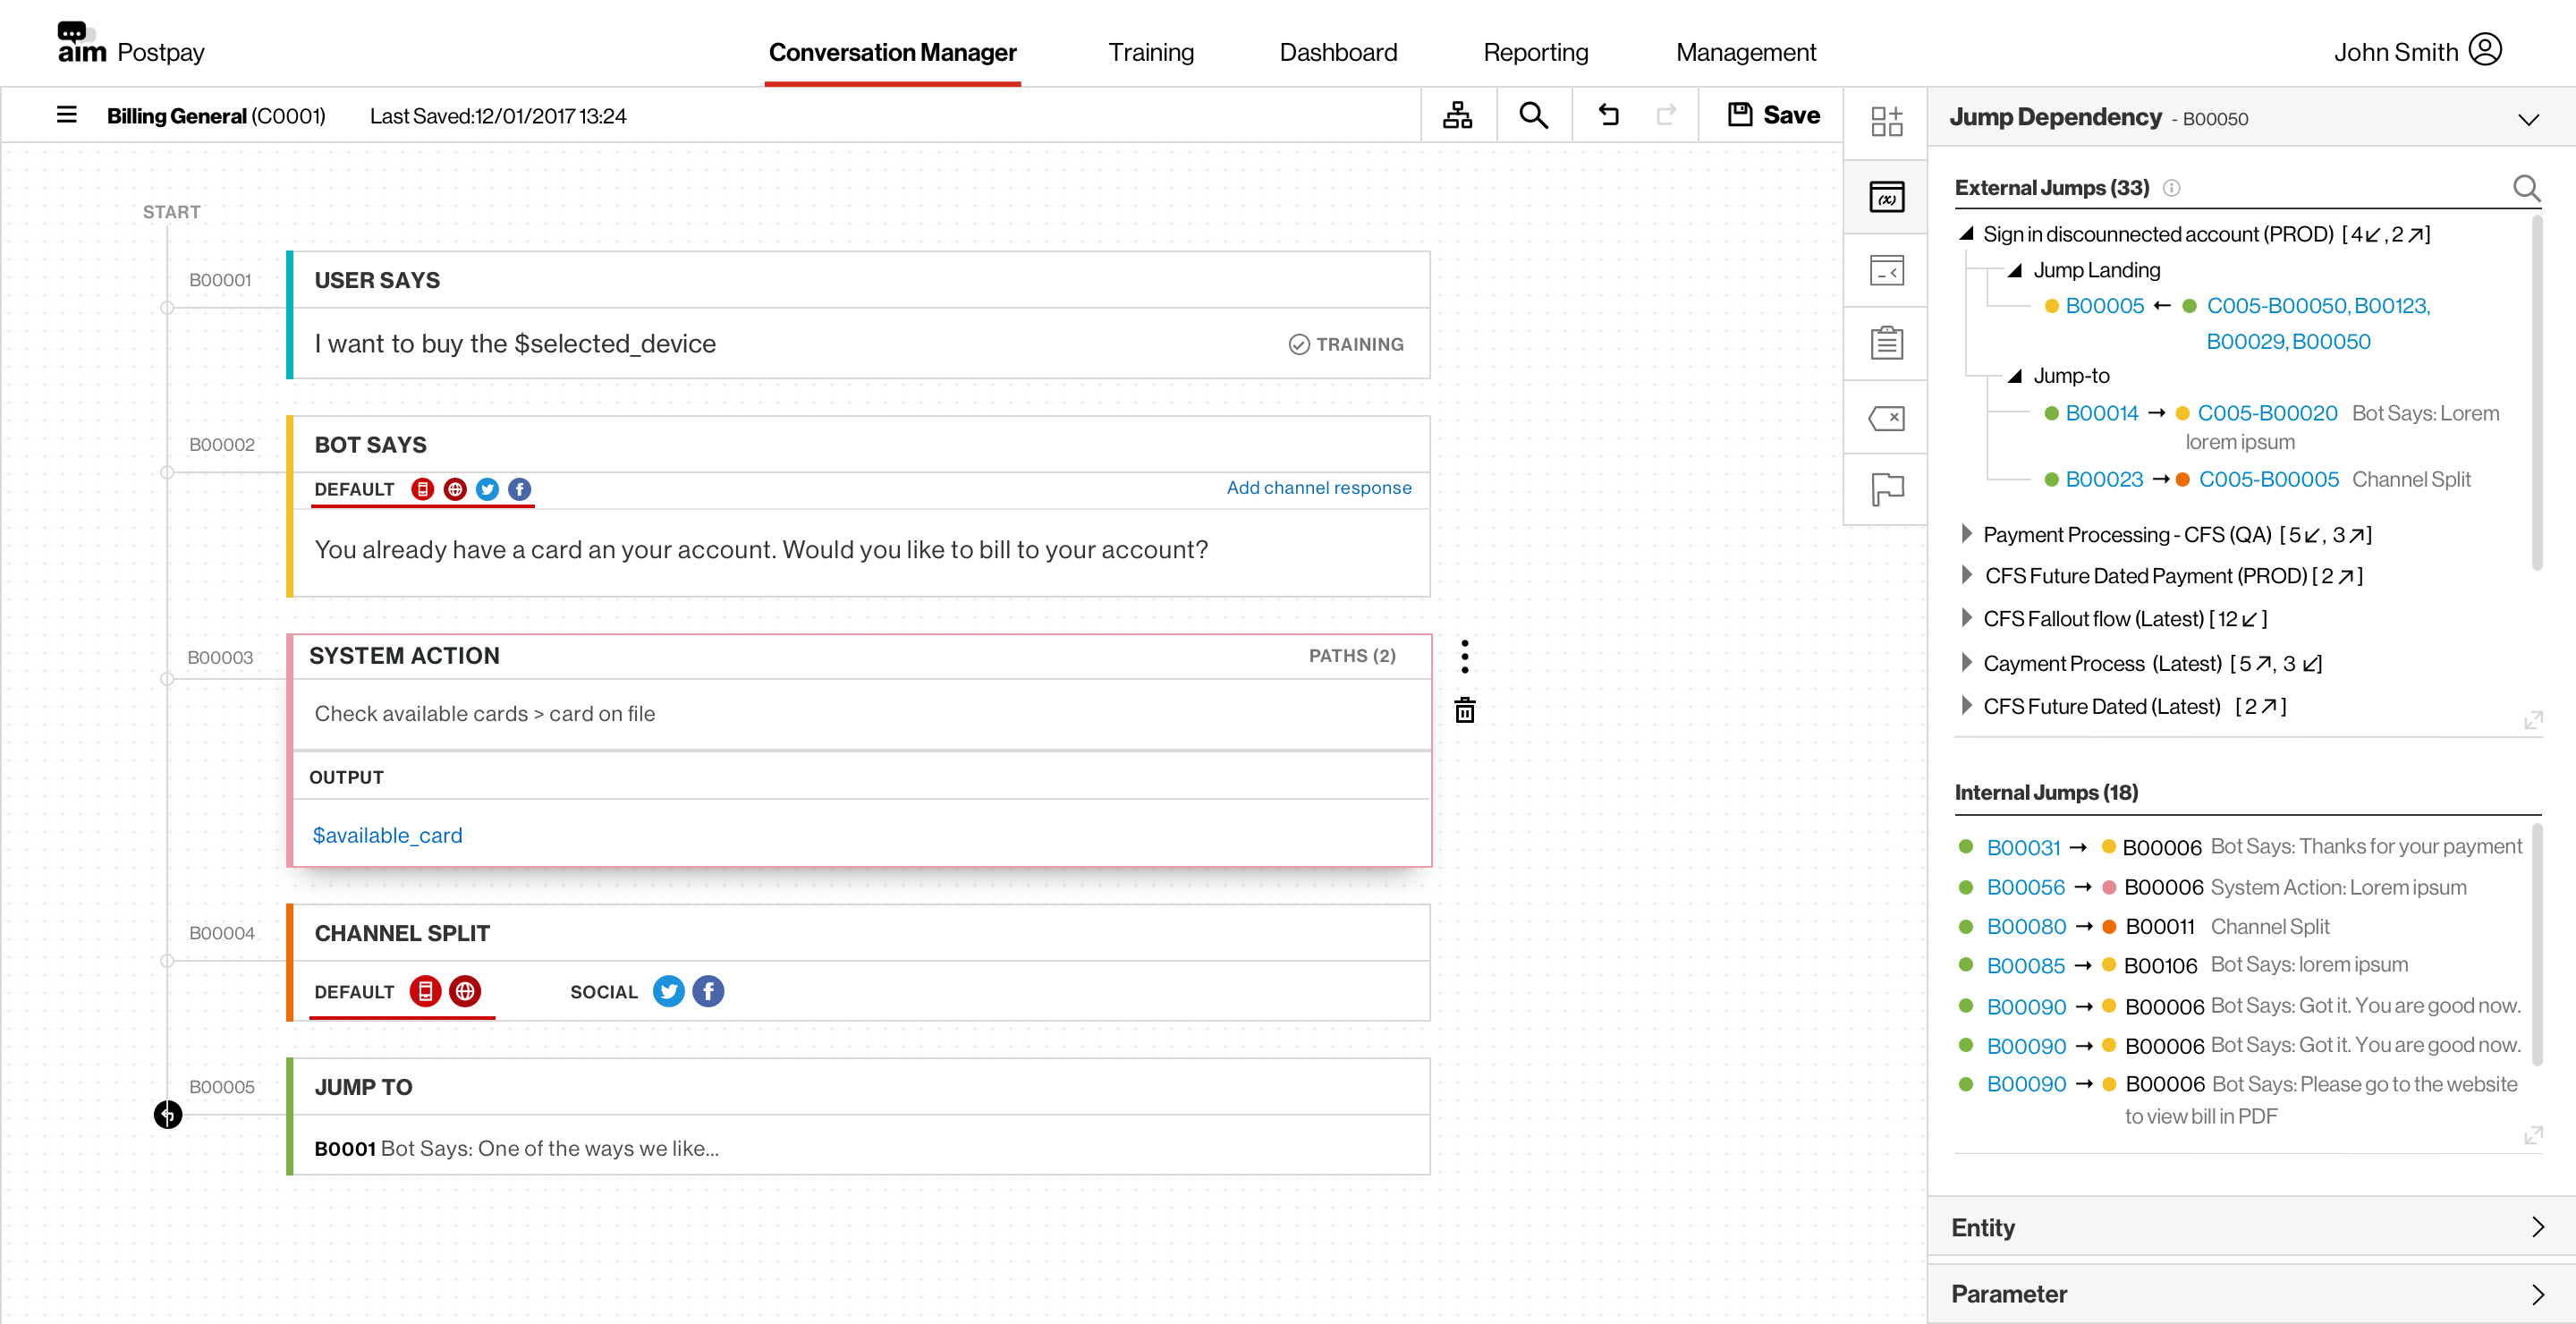 aim Postpay
Conversation Manager
Training
Dashboard
Reporting
Management
John Smith
Billing General (C0001)
Last Saved:12/01/2017 13:24
Save
START
B00001
USER SAYS
I want to buy the $selected_device
TRAINING
B00002
BOT SAYS
DEFAULT
Add channel response
You already have a card an your account. Would you like to bill to your account?
B00003
SYSTEM ACTION
PATHS (2)
Check available cards > card on file
OUTPUT
$available_card
B00004
CHANNEL SPLIT
DEFAULT
SOCIAL
B00005
JUMP TO
B0001 Bot Says: One of the ways we like...
Jump Dependency - B00050
External Jumps (33)
Sign in discounnected account (PROD) [ 4↙, 2 ↗]
Jump Landing
B00005 ← C005-B00050, B00123,
B00029, B00050
Jump-to
B00014 → C005-B00020 Bot Says: Lorem
lorem ipsum
B00023 → C005-B00005 Channel Split
Payment Processing - CFS (QA) [ 5↙, 3↗]
CFS Future Dated Payment (PROD) [ 2 ↗ ]
CFS Fallout flow (Latest) [ 12 ↙ ]
Cayment Process (Latest) [ 5↗, 3 ↙]
CFS Future Dated (Latest) [ 2↗ ]
Internal Jumps (18)
B00031 → B00006 Bot Says: Thanks for your payment
B00056 → B00006 System Action: Lorem ipsum
B00080 → B00011 Channel Split
B00085 → B00106 Bot Says: lorem ipsum
B00090 → B00006 Bot Says: Got it. You are good now.
B00090 → B00006 Bot Says: Got it. You are good now.
B00090 → B00006 Bot Says: Please go to the website
to view bill in PDF
Entity
Parameter